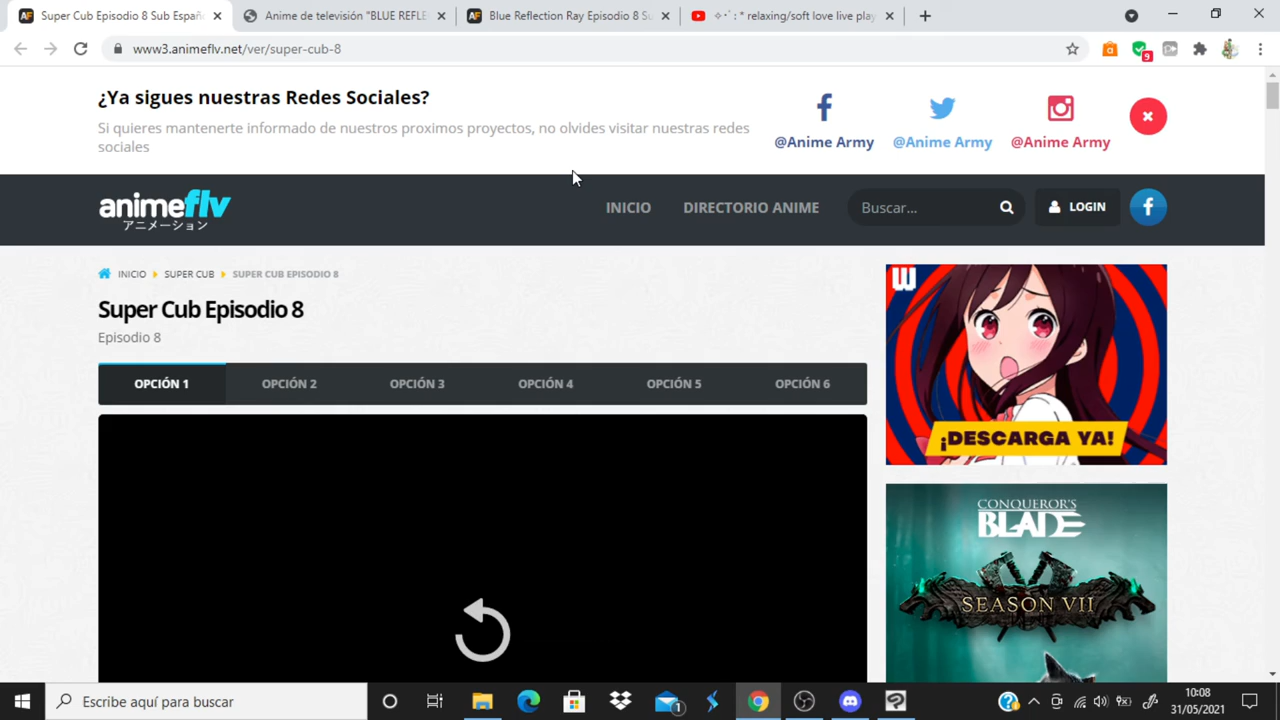 Super Cub Episodio 8 Sub Españo
Anime de televisión "BLUE REFLE
Blue Reflection Ray Episodio 8 Su
✧･ﾟ: * relaxing/soft love live play
www3.animeflv.net/ver/super-cub-8
9
¿Ya sigues nuestras Redes Sociales?
Si quieres mantenerte informado de nuestros proximos proyectos, no olvides visitar nuestras redes
sociales
@Anime Army
@Anime Army
@Anime Army
animeflv
アニメーション
INICIO
DIRECTORIO ANIME
Buscar...
LOGIN
INICIO
SUPER CUB
SUPER CUB EPISODIO 8
Super Cub Episodio 8
Episodio 8
OPCIÓN 1
OPCIÓN 2
OPCIÓN 3
OPCIÓN 4
OPCIÓN 5
OPCIÓN 6
W
¡DESCARGA YA!
CONQUEROR'S
BLADE
SEASON VII
Escribe aquí para buscar
1
10:08
31/05/2021